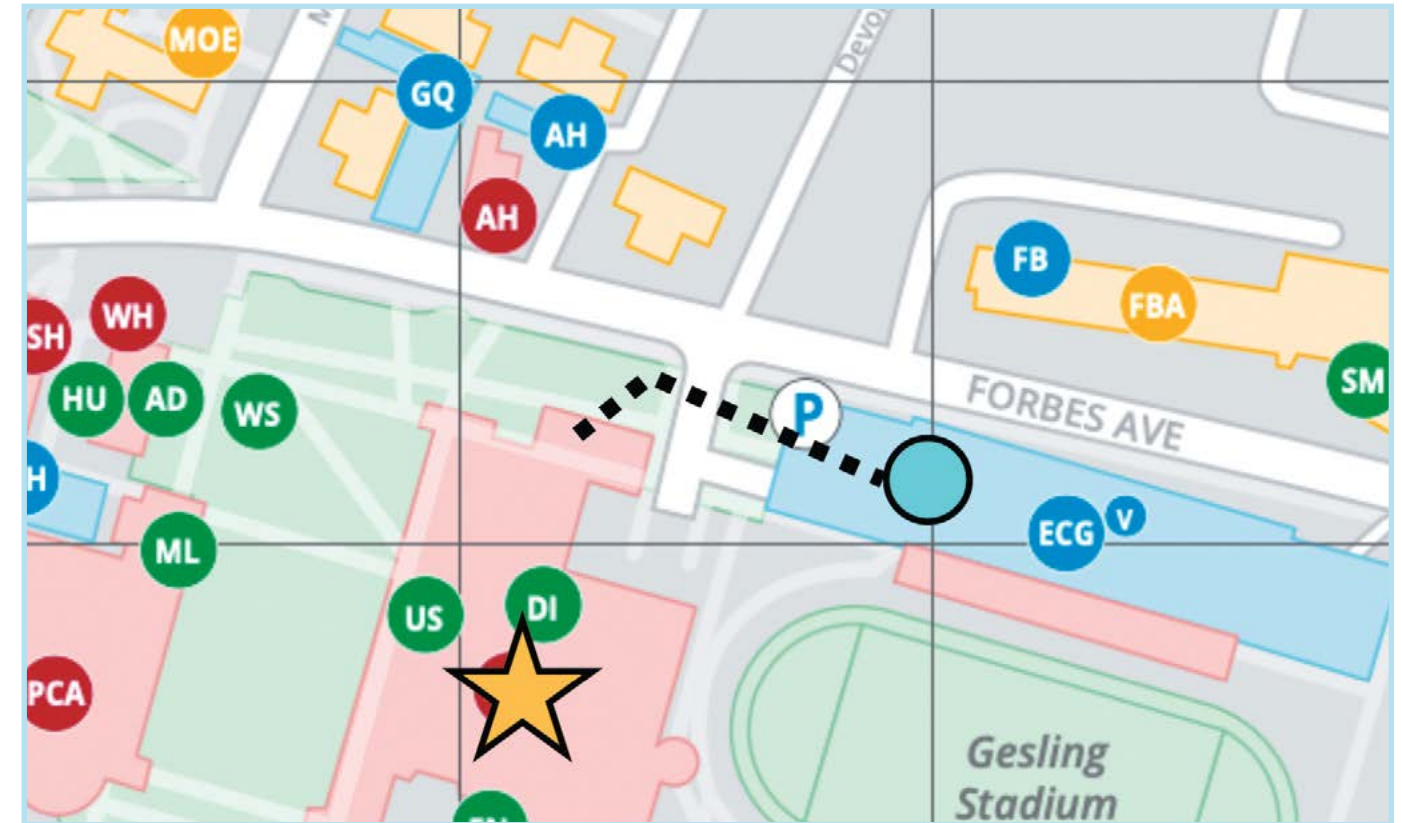 MOE
GQ
AH
AH
FB
FBA
SH
WH
HU
AD
WS
SM
P
FORBES AVE
H
ECG
V
ML
US
DI
PCA
Gesling
Stadium